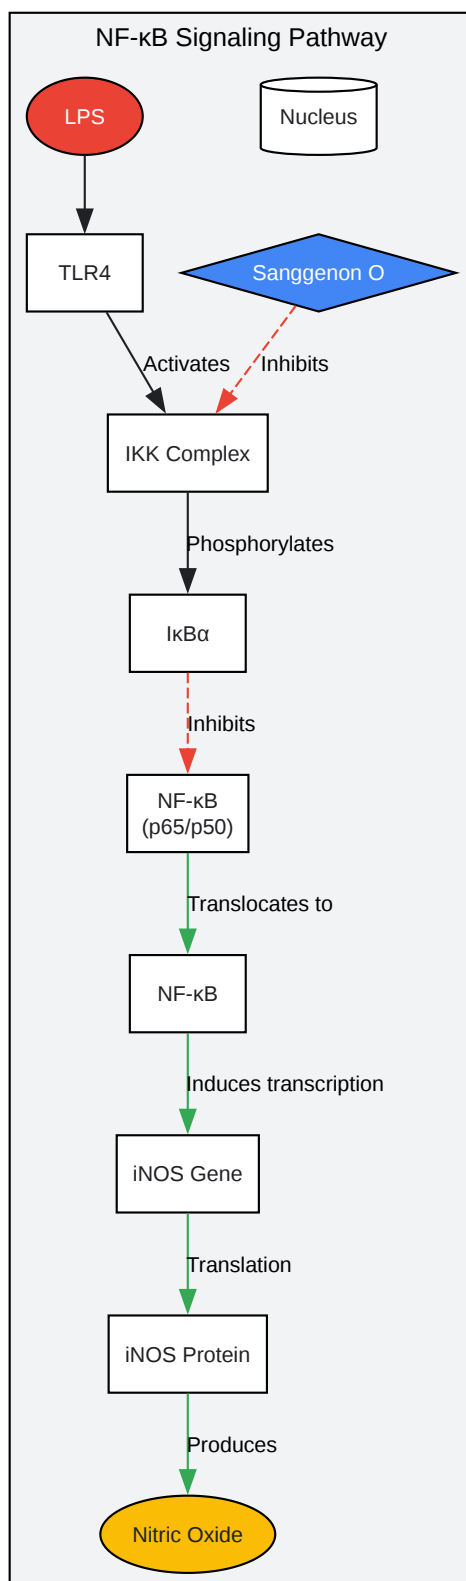 NF-κB Signaling Pathway
LPS
Nucleus
TLR4
Sanggenon O
Activates
Inhibits
IKK Complex
Phosphorylates
IκBα
Inhibits
NF-κB
(p65/p50)
Translocates to
NF-κB
Induces transcription
iNOS Gene
Translation
iNOS Protein
Produces
Nitric Oxide